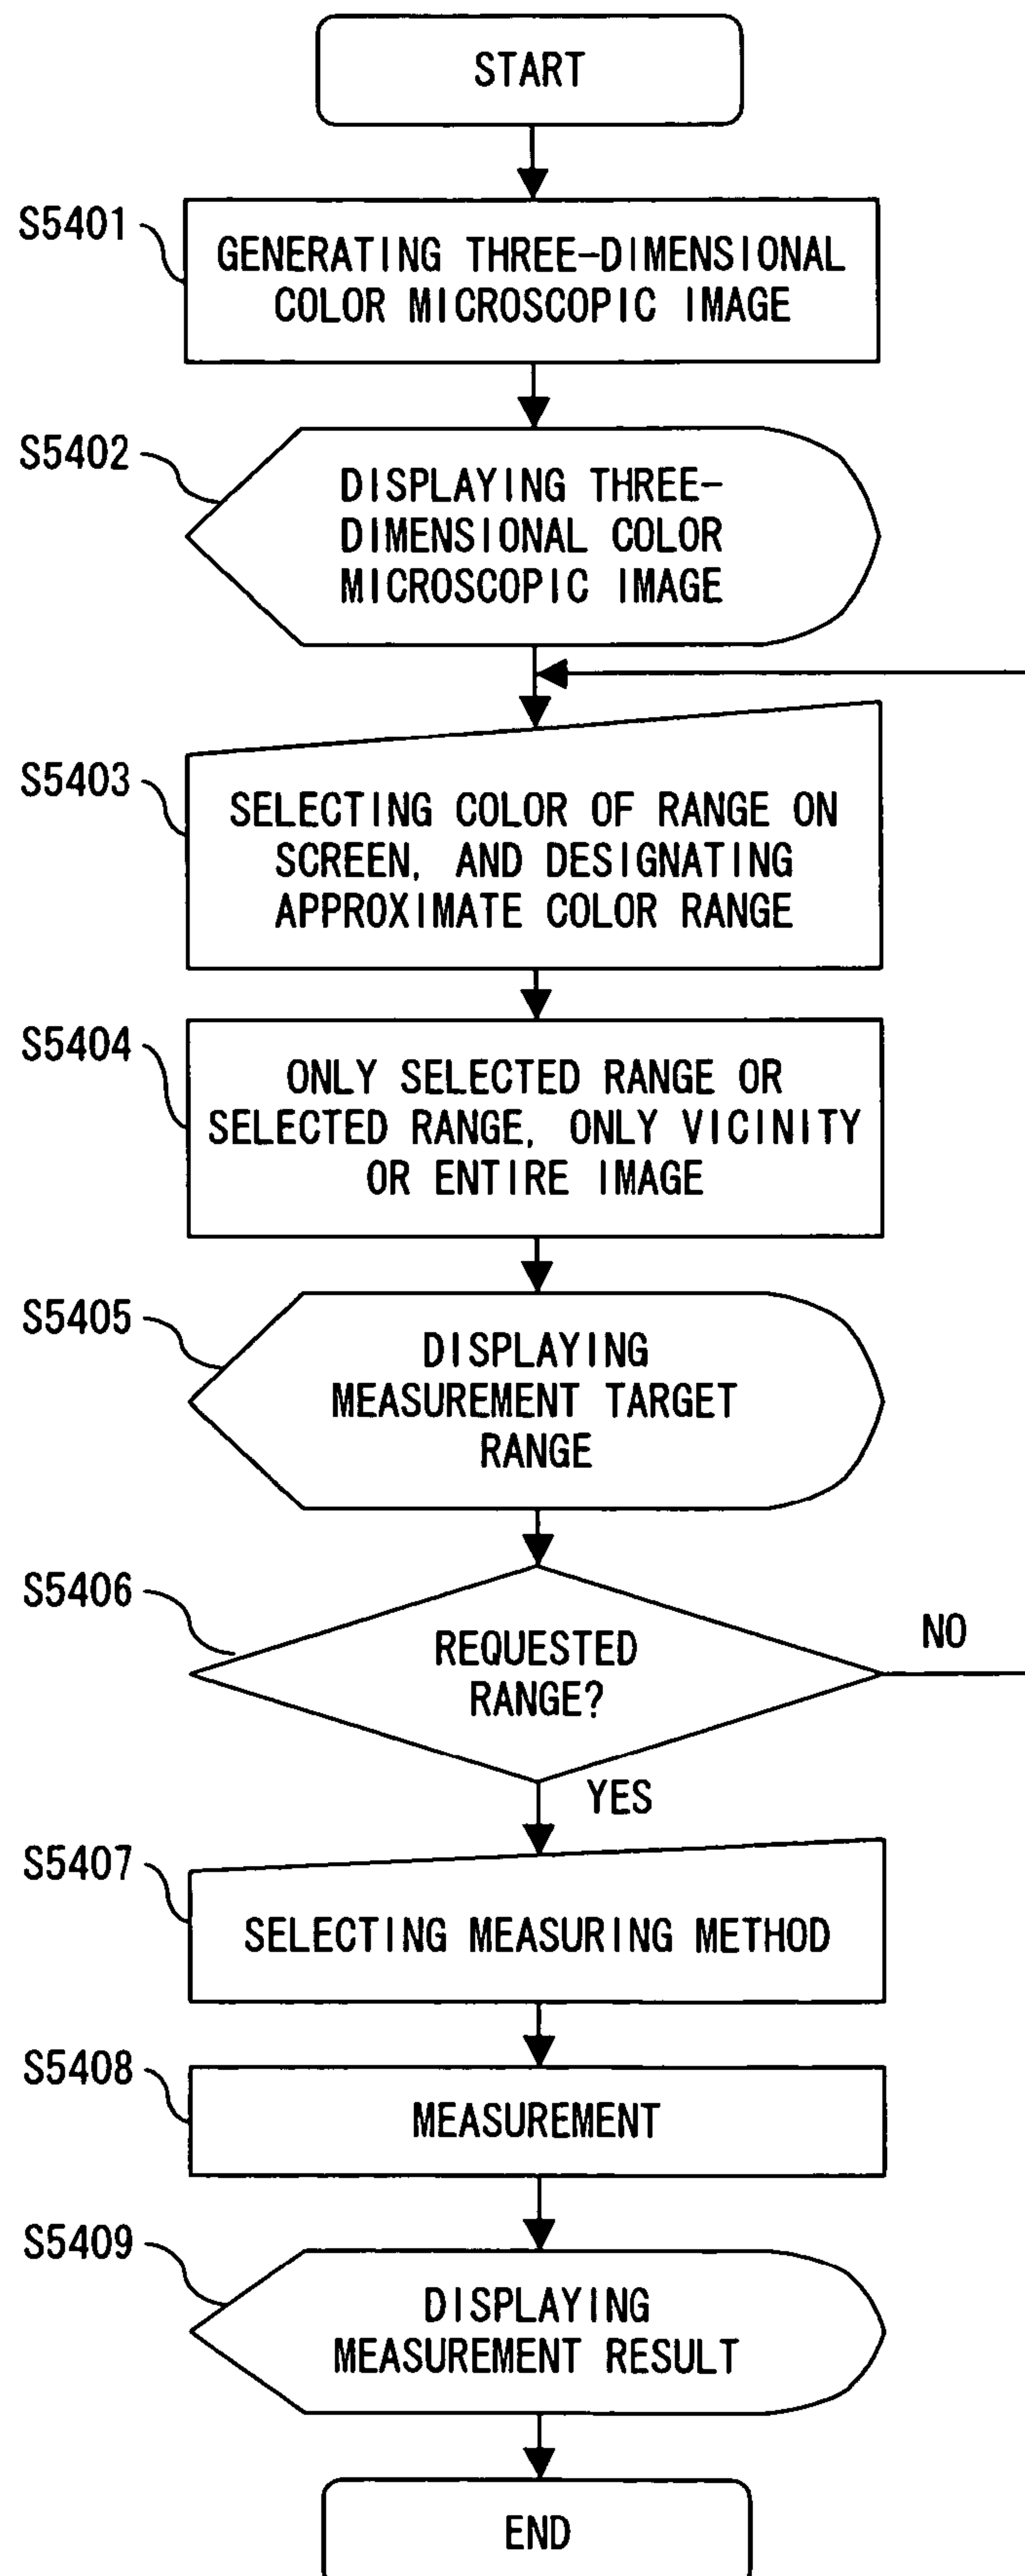 START
S5401
GENERATING THREE-DIMENSIONAL
COLOR MICROSCOPIC IMAGE
S5402
DISPLAYING THREE-
DIMENSIONAL COLOR
MICROSCOPIC IMAGE
S5403
SELECTING COLOR OF RANGE ON
SCREEN, AND DESIGNATING
APPROXIMATE COLOR RANGE
S5404
ONLY SELECTED RANGE OR
SELECTED RANGE, ONLY VICINITY
OR ENTIRE IMAGE
S5405
DISPLAYING
MEASUREMENT TARGET
RANGE
S5406
REQUESTED
RANGE?
NO
YES
S5407
SELECTING MEASURING METHOD
S5408
MEASUREMENT
S5409
DISPLAYING
MEASUREMENT RESULT
END